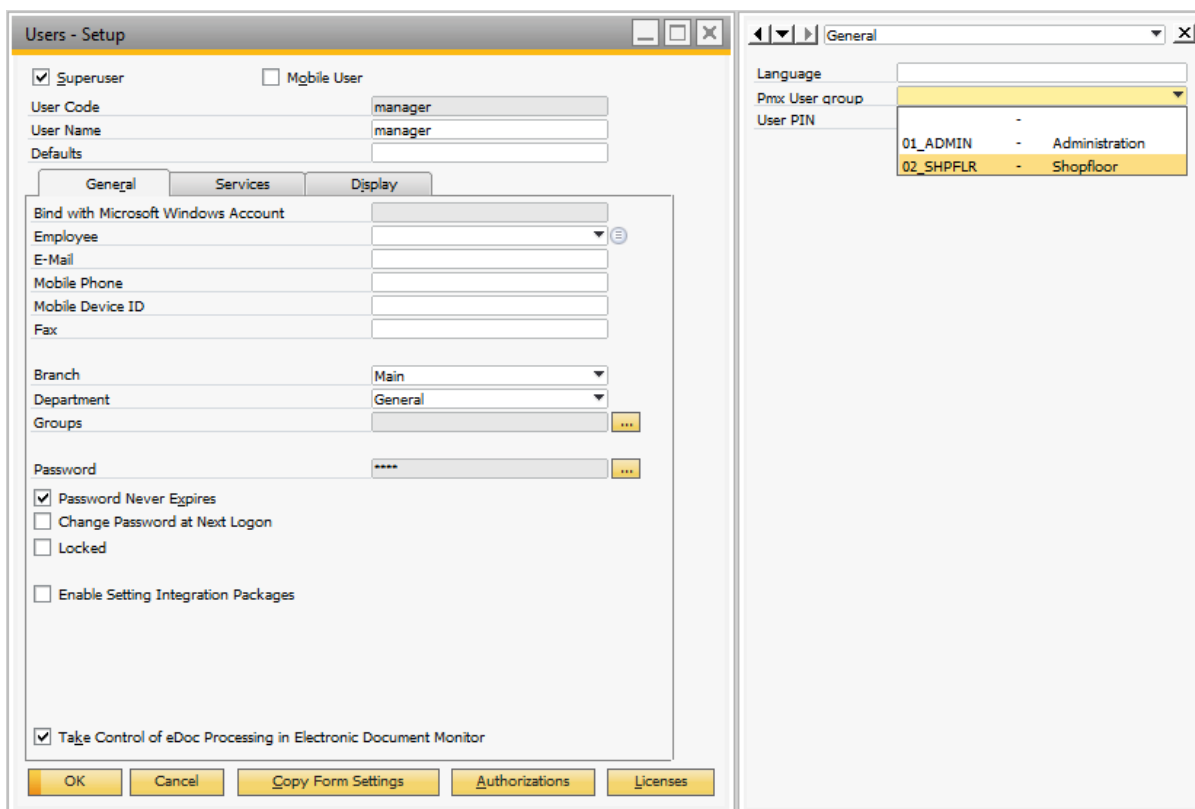 Users - Setup
Superuser
Mobile User
User Code manager
User Name manager
Defaults
General Services Display
Bind with Microsoft Windows Account
Employee
E-Mail
Mobile Phone
Mobile Device ID
Fax
Branch Main
Department General
Groups ...
Password **** ...
Password Never Expires
Change Password at Next Logon
Locked
Enable Setting Integration Packages
Take Control of eDoc Processing in Electronic Document Monitor
OK Cancel Copy Form Settings Authorizations Licenses
General
Language
Pmx User group
User PIN
-
01_ADMIN - Administration
02_SHPFLR - Shopfloor